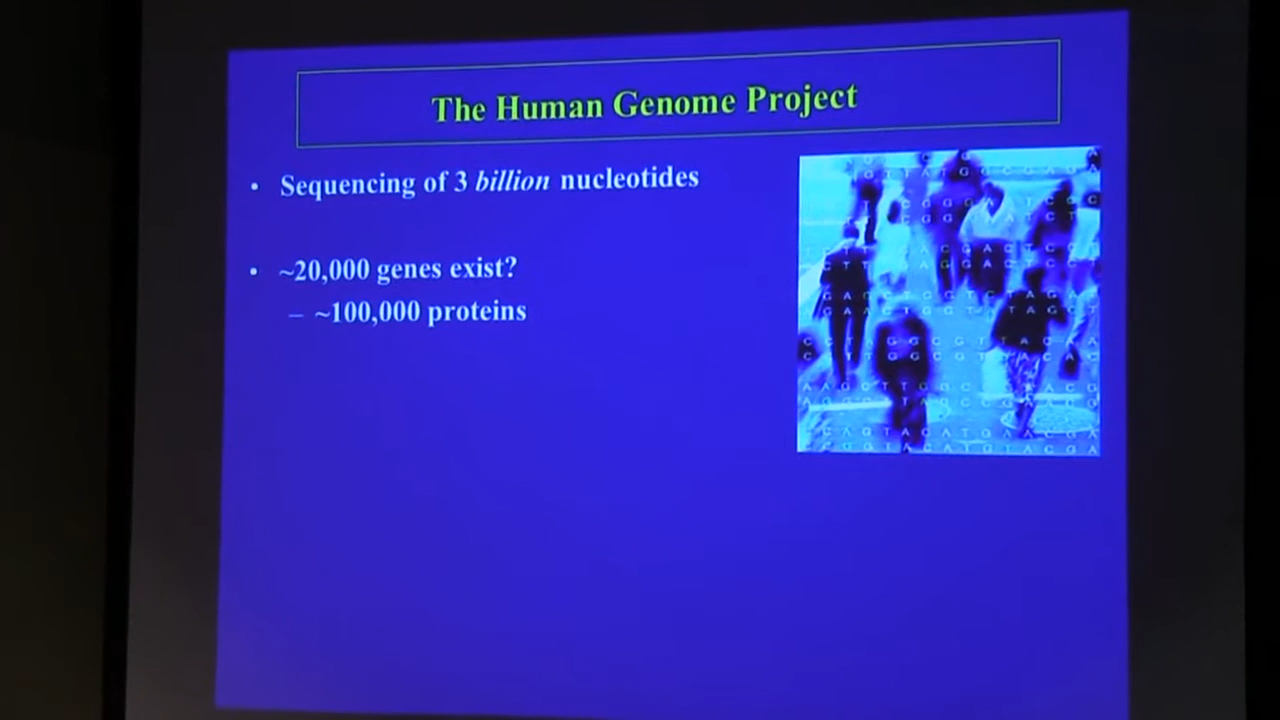 The Human Genome Project
• Sequencing of 3 billion nucleotides
• ~20,000 genes exist?
– ~100,000 proteins